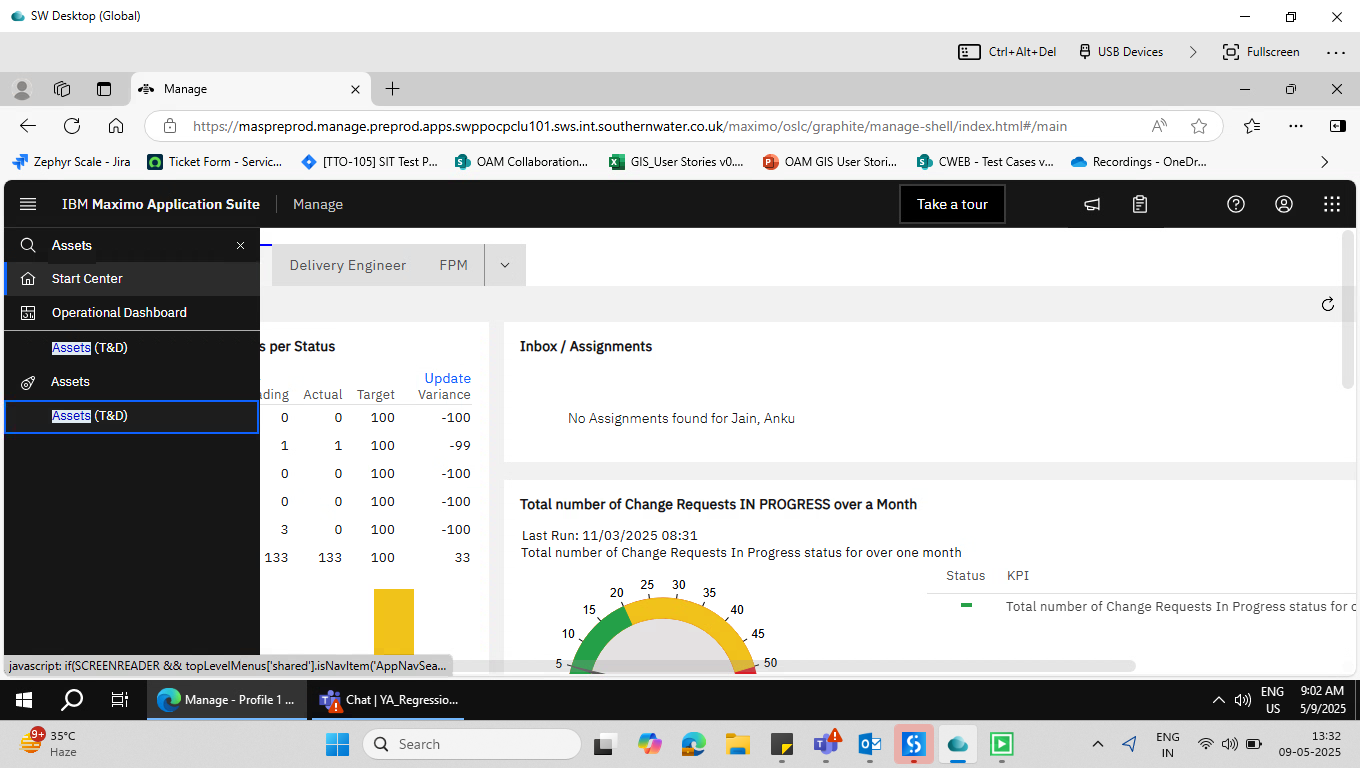 SW Desktop (Global)
Ctrl+Alt+Del
USB Devices
Fullscreen
Manage
https://maspreprod.manage.preprod.apps.swppocpclu101.sws.int.southernwater.co.uk/maximo/oslc/graphite/manage-shell/index.html#/main
Zephyr Scale - Jira
Ticket Form - Servic...
[TTO-105] SIT Test P...
OAM Collaboration...
GIS_User Stories v0....
OAM GIS User Stori...
CWEB - Test Cases v...
Recordings - OneDr...
IBM Maximo Application Suite
Manage
Take a tour
Assets
Start Center
Operational Dashboard
Assets (T&D)
Assets
Assets (T&D)
Delivery Engineer
FPM
s per Status
Update
ding Actual Target Variance
0 0 100 -100
1 1 100 -99
0 0 100 -100
0 0 100 -100
3 0 100 -100
133 133 100 33
Inbox / Assignments
No Assignments found for Jain, Anku
Total number of Change Requests IN PROGRESS over a Month
Last Run: 11/03/2025 08:31
Total number of Change Requests In Progress status for over one month
Status KPI
Total number of Change Requests In Progress status for o
5
10
15
20
25
30
35
40
45
50
javascript: if(SCREENREADER && topLevelMenus['shared'].isNavItem('AppNavSea...
Manage - Profile 1 ...
Chat | YA_Regressio...
ENG
US
9:02 AM
5/9/2025
9+
35°C
Haze
Search
ENG
IN
13:32
09-05-2025